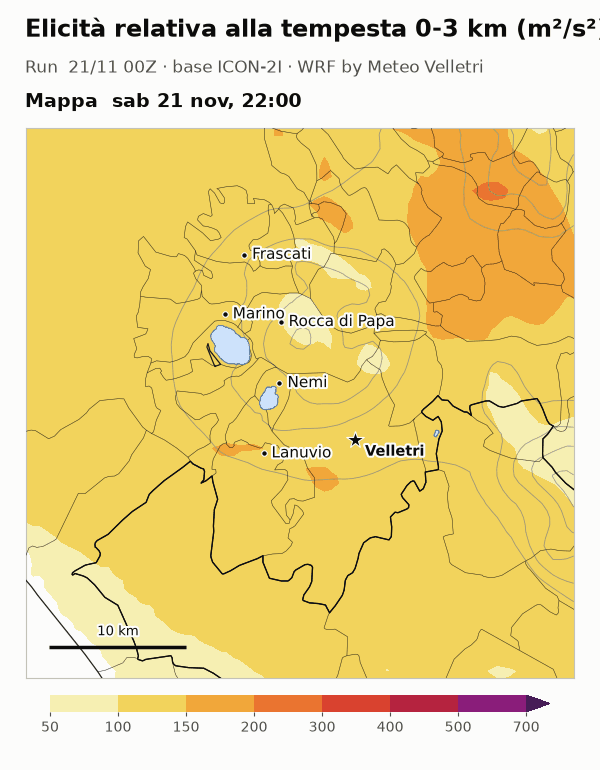 Elicità relativa alla tempesta 0-3 km (m²/s²)
Run  21/11 00Z · base ICON-2I · WRF by Meteo Velletri
Mappa  sab 21 nov, 22:00
Frascati
Marino
Rocca di Papa
Nemi
Velletri
Lanuvio
10 km
50 100 150 200 300 400 500 700